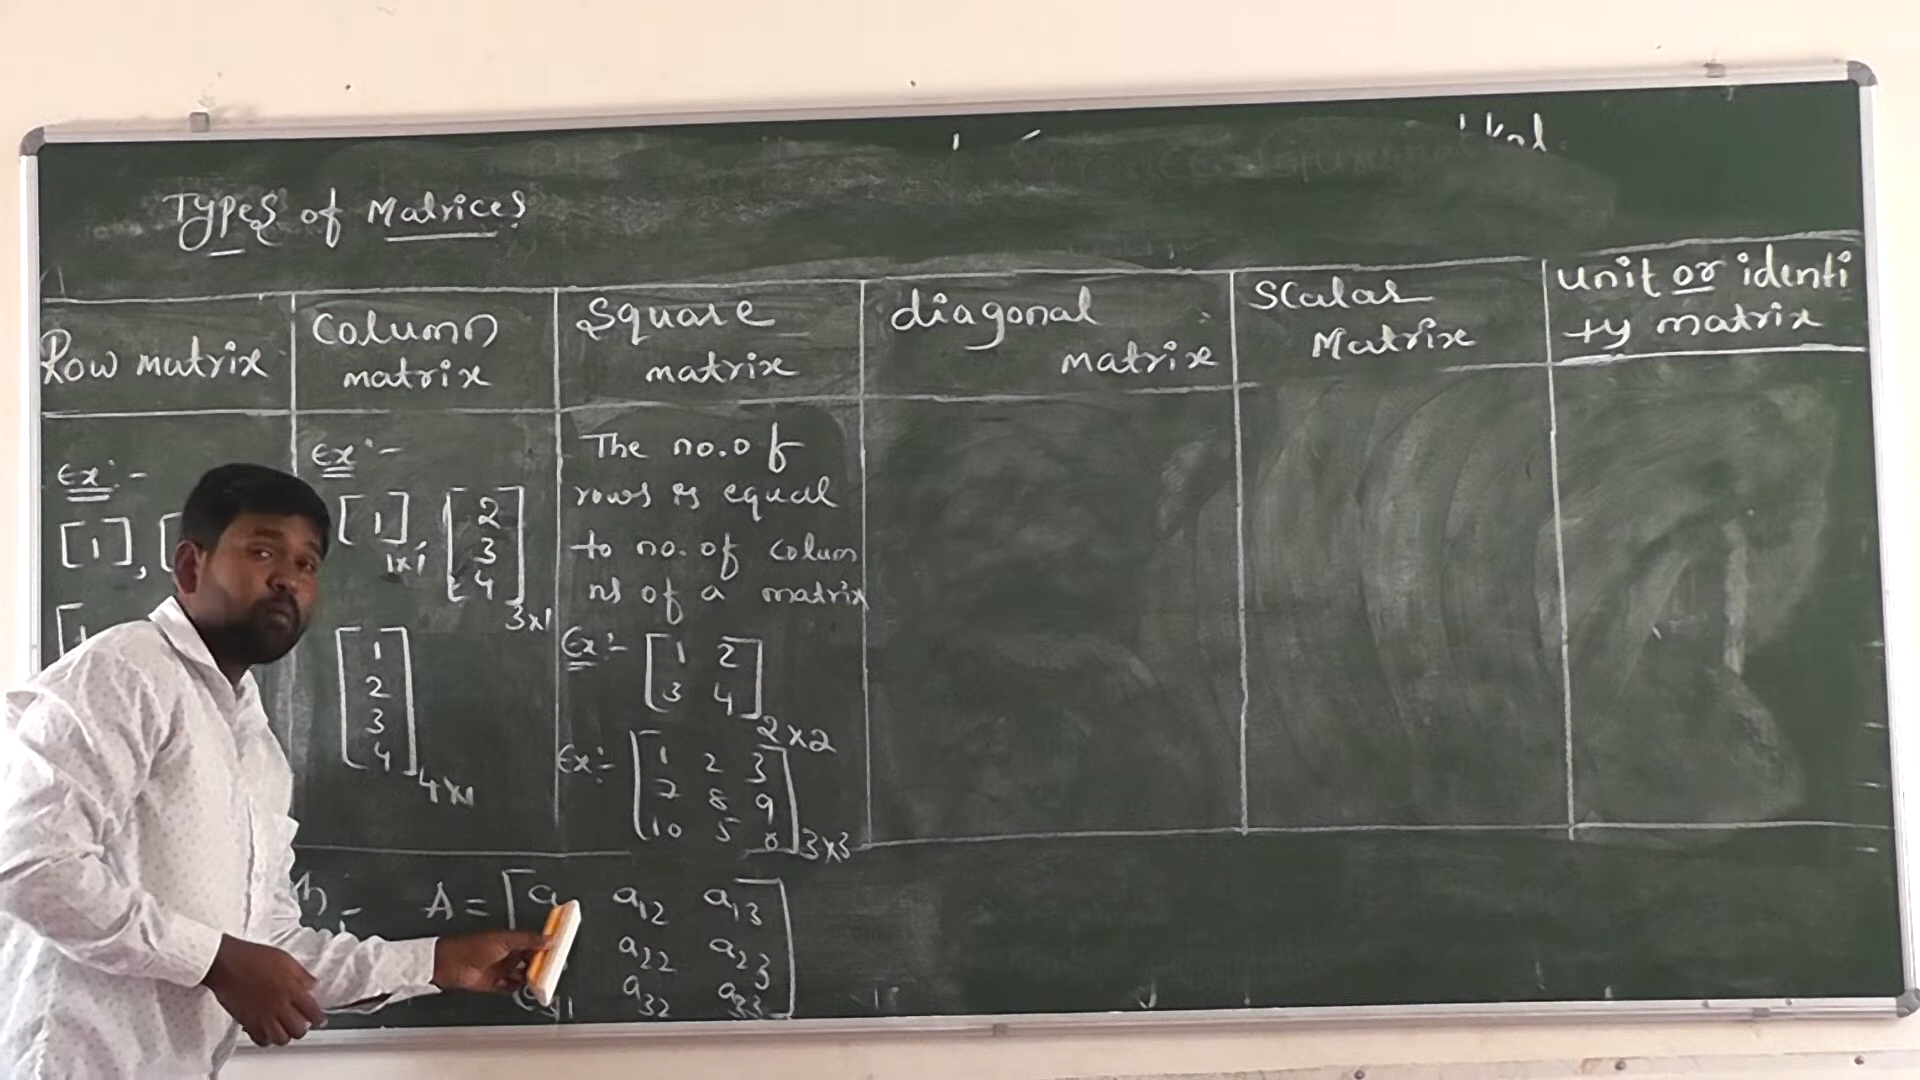 Types of Matrices
Row matrix
Ex:-
[1], [
[1
Column
matrix
Ex:-
[1] 1x1, [2
3
4] 3x1
[1
2
3
4] 4x1
Square
matrix
The no.of
rows is equal
to no. of colum
ns of a matrix
Ex:- [1 2
3 4] 2x2
Ex:- [1 2 3
7 8 9
10 5 6] 3x3
diagonal
matrix
Scalar
Matrix
unit or identi
ty matrix
A = [a a12 a13
a22 a23
a32 a33]